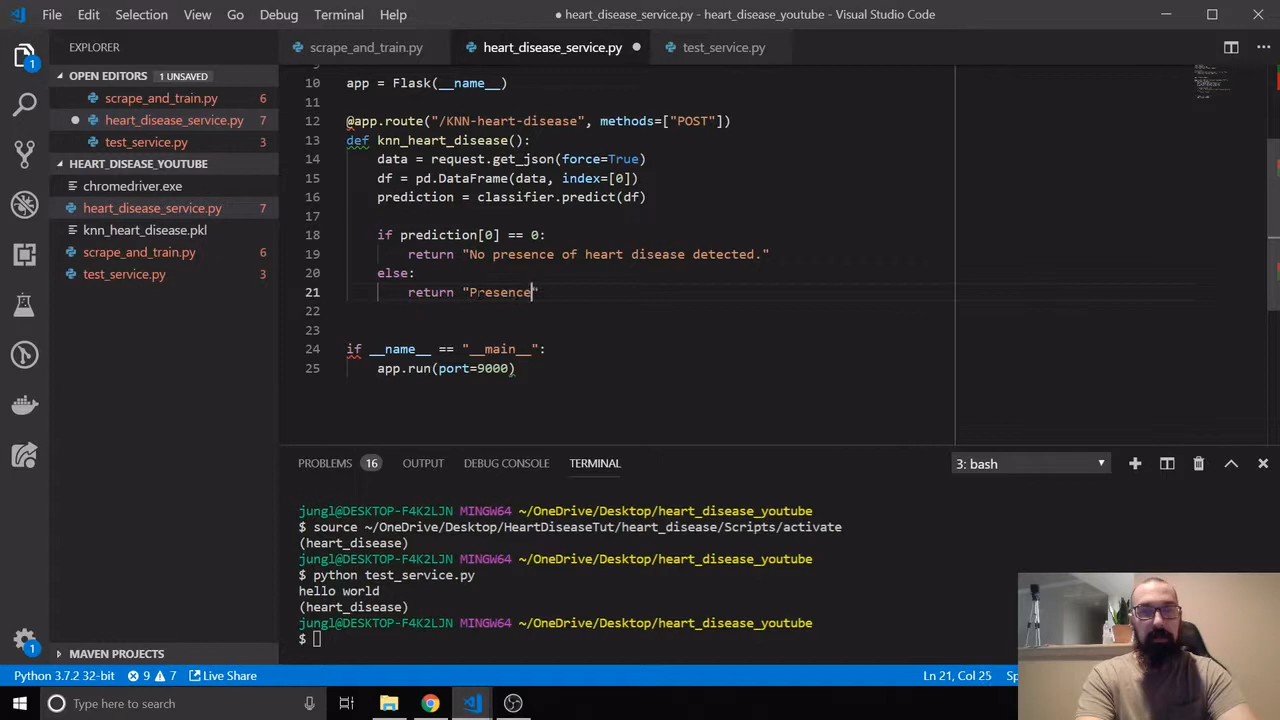 File Edit Selection View Go Debug Terminal Help
heart_disease_service.py - heart_disease_youtube - Visual Studio Code
EXPLORER
OPEN EDITORS 1 UNSAVED
scrape_and_train.py 6
heart_disease_service.py 7
test_service.py 3
HEART_DISEASE_YOUTUBE
chromedriver.exe
heart_disease_service.py 7
knn_heart_disease.pkl
scrape_and_train.py 6
test_service.py 3
MAVEN PROJECTS
1
1
scrape_and_train.py heart_disease_service.py test_service.py
10 app = Flask(__name__)
11
12 @app.route("/KNN-heart-disease", methods=["POST"])
13 def knn_heart_disease():
14 data = request.get_json(force=True)
15 df = pd.DataFrame(data, index=[0])
16 prediction = classifier.predict(df)
17
18 if prediction[0] == 0:
19 return "No presence of heart disease detected."
20 else:
21 return "Presence"
22
23
24 if __name__ == "__main__":
25 app.run(port=9000)
PROBLEMS 16 OUTPUT DEBUG CONSOLE TERMINAL 3: bash
jungl@DESKTOP-F4K2LJN MINGW64 ~/OneDrive/Desktop/heart_disease_youtube
$ source ~/OneDrive/Desktop/HeartDiseaseTut/heart_disease/Scripts/activate
(heart_disease)
jungl@DESKTOP-F4K2LJN MINGW64 ~/OneDrive/Desktop/heart_disease_youtube
$ python test_service.py
hello world
(heart_disease)
jungl@DESKTOP-F4K2LJN MINGW64 ~/OneDrive/Desktop/heart_disease_youtube
$
Python 3.7.2 32-bit 9 7 Live Share Ln 21, Col 25
Type here to search